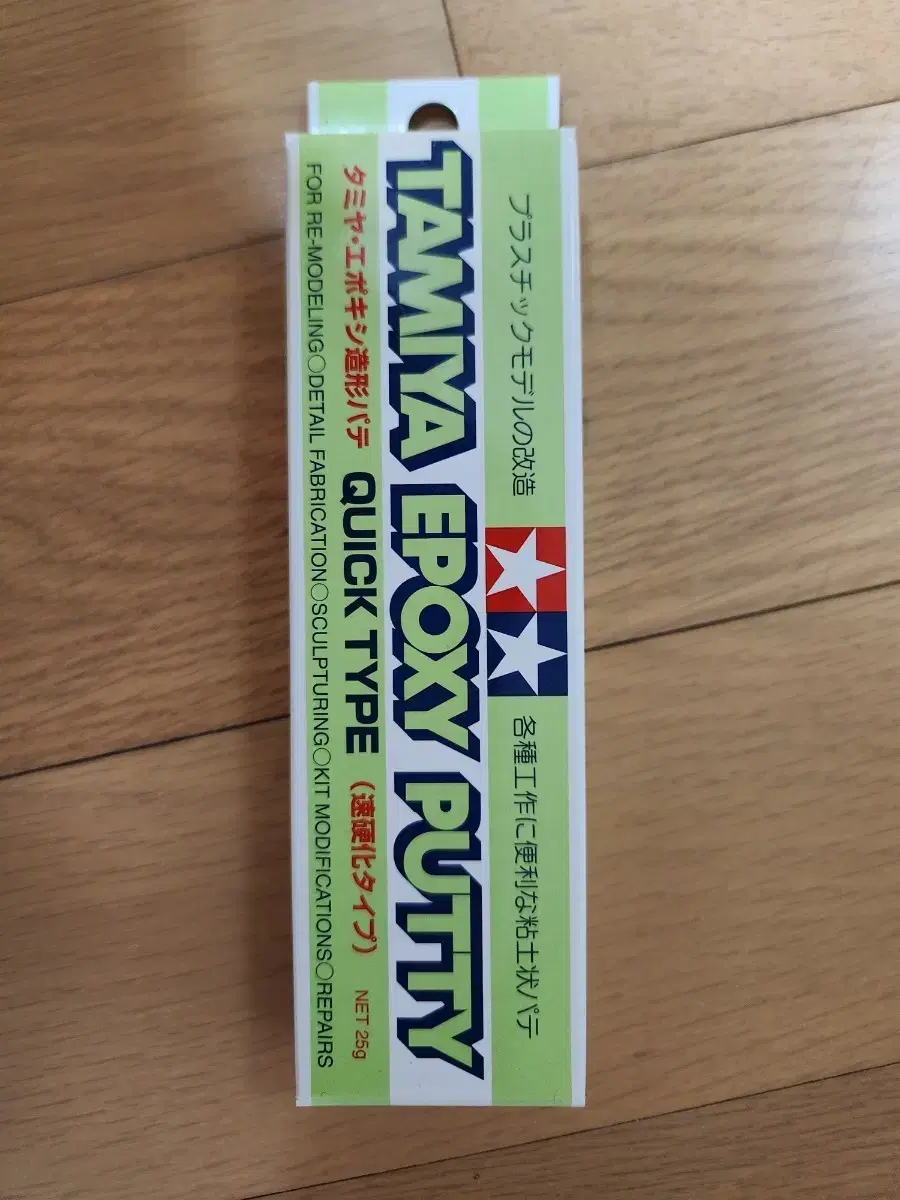 プラスチックモデルの改造
各種工作に便利な粘土状パテ
TAMIYA EPOXY PUTTY
タミヤ・エポキシ造形パテ QUICK TYPE (速硬化タイプ) NET 25g
FOR RE-MODELING○DETAIL FABRICATION○SCULPTURING○KIT MODIFICATIONS○REPAIRS